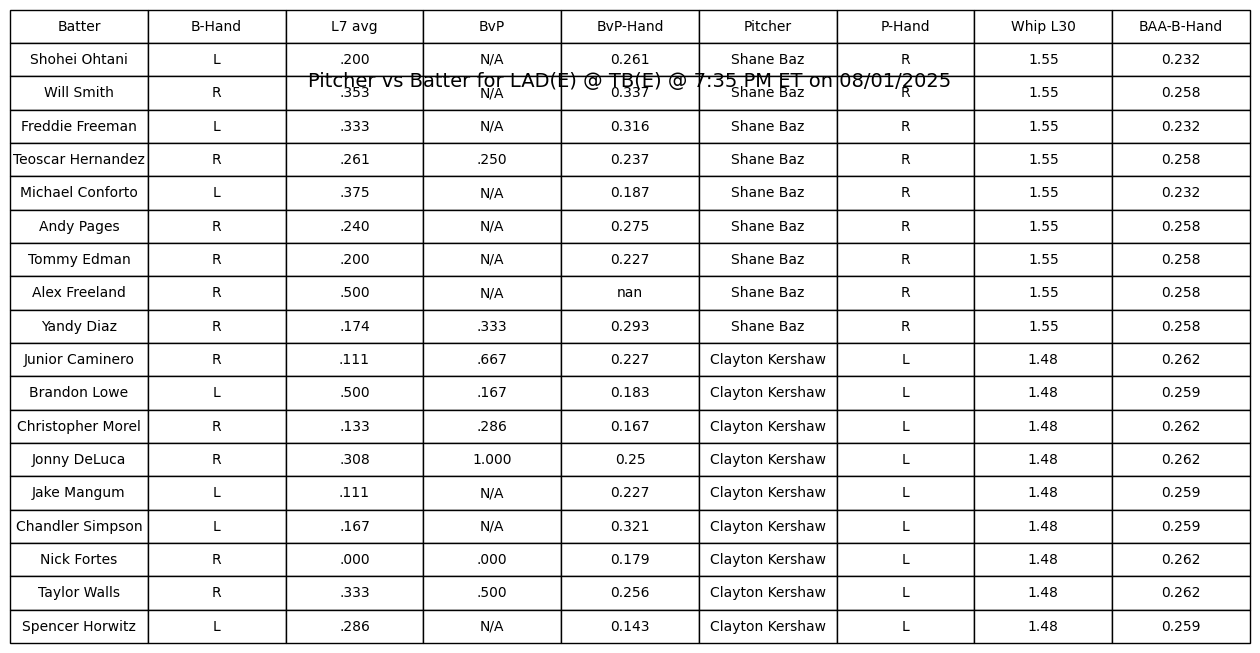 Batter B-Hand L7 avg BvP BvP-Hand Pitcher P-Hand Whip L30 BAA-B-Hand
Shohei Ohtani L .200 N/A 0.261 Shane Baz R 1.55 0.232
Pitcher vs Batter for LAD(E) @ TB(E) @ 7:35 PM ET on 08/01/2025
Will Smith R .353 N/A 0.337 Shane Baz R 1.55 0.258
Freddie Freeman L .333 N/A 0.316 Shane Baz R 1.55 0.232
Teoscar Hernandez R .261 .250 0.237 Shane Baz R 1.55 0.258
Michael Conforto L .375 N/A 0.187 Shane Baz R 1.55 0.232
Andy Pages R .240 N/A 0.275 Shane Baz R 1.55 0.258
Tommy Edman R .200 N/A 0.227 Shane Baz R 1.55 0.258
Alex Freeland R .500 N/A nan Shane Baz R 1.55 0.258
Yandy Diaz R .174 .333 0.293 Shane Baz R 1.55 0.258
Junior Caminero R .111 .667 0.227 Clayton Kershaw L 1.48 0.262
Brandon Lowe L .500 .167 0.183 Clayton Kershaw L 1.48 0.259
Christopher Morel R .133 .286 0.167 Clayton Kershaw L 1.48 0.262
Jonny DeLuca R .308 1.000 0.25 Clayton Kershaw L 1.48 0.262
Jake Mangum L .111 N/A 0.227 Clayton Kershaw L 1.48 0.259
Chandler Simpson L .167 N/A 0.321 Clayton Kershaw L 1.48 0.259
Nick Fortes R .000 .000 0.179 Clayton Kershaw L 1.48 0.262
Taylor Walls R .333 .500 0.256 Clayton Kershaw L 1.48 0.262
Spencer Horwitz L .286 N/A 0.143 Clayton Kershaw L 1.48 0.259